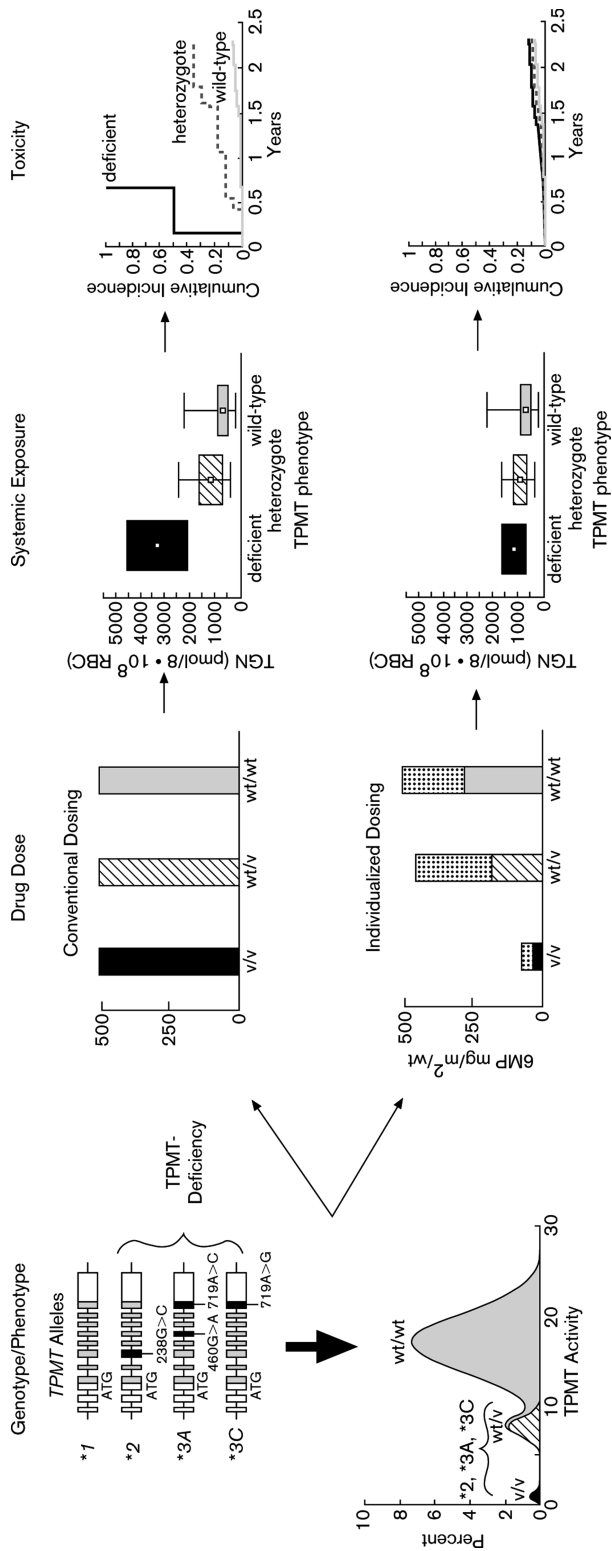 Genotype/Phenotype
TPMT Alleles
*1
ATG
*2
ATG
238G>C
*3A
ATG
460G>A
719A>C
*3C
ATG
719A>G
TPMT-
Deficiency
10
8
6
4
2
0
Percent
*2, *3A, *3C
v/v
wt/v
wt/wt
0
10
20
30
TPMT Activity
Drug Dose
Conventional Dosing
500
250
0
v/v
wt/v
wt/wt
Individualized Dosing
6MP mg/m²/wt
500
250
0
v/v
wt/v
wt/wt
Systemic Exposure
TGN (pmol/8 • 10⁸ RBC)
5000
4000
3000
2000
1000
0
deficient
heterozygote
wild-type
TPMT phenotype
TGN (pmol/8 • 10⁸ RBC)
5000
4000
3000
2000
1000
0
deficient
heterozygote
wild-type
TPMT phenotype
Toxicity
Cumulative Incidence
1
0.8
0.6
0.4
0.2
0
deficient
heterozygote
wild-type
0
0.5
1
1.5
2
2.5
Years
Cumulative Incidence
1
0.8
0.6
0.4
0.2
0
0
0.5
1
1.5
2
2.5
Years